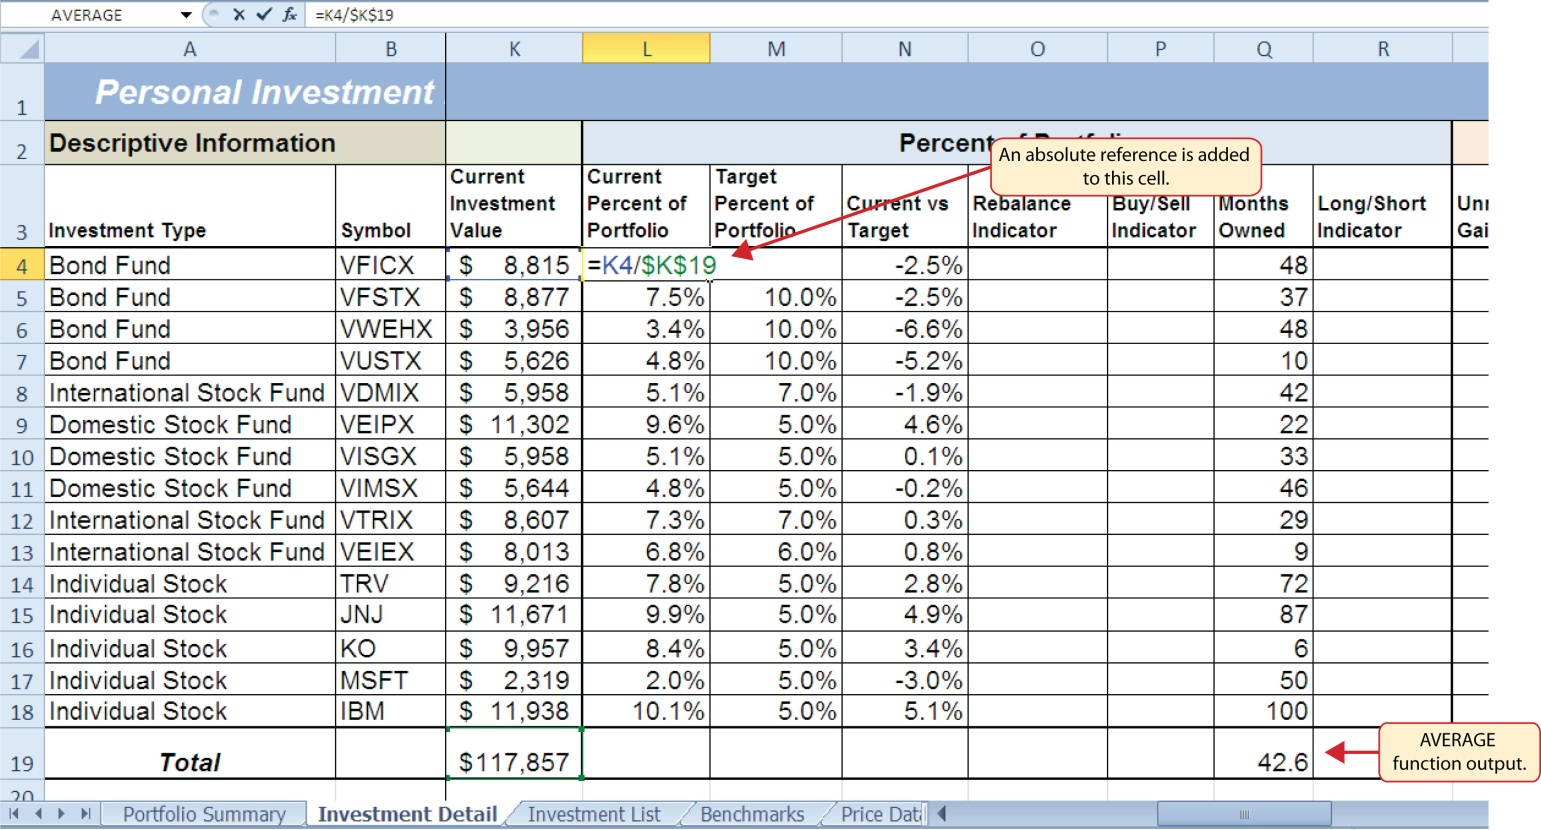 AVERAGE =K4/$K$19
A B K L M N O P Q R
1 Personal Investment
2 Descriptive Information Percent of Portfolio
An absolute reference is added
to this cell.
Current Current Target
Investment Percent of Percent of Current vs Rebalance Buy/Sell Months Long/Short
3 Investment Type Symbol Value Portfolio Portfolio Target Indicator Indicator Owned Indicator Gai
4 Bond Fund VFICX $ 8,815 =K4/$K$19 -2.5% 48
5 Bond Fund VFSTX $ 8,877 7.5% 10.0% -2.5% 37
6 Bond Fund VWEHX $ 3,956 3.4% 10.0% -6.6% 48
7 Bond Fund VUSTX $ 5,626 4.8% 10.0% -5.2% 10
8 International Stock Fund VDMIX $ 5,958 5.1% 7.0% -1.9% 42
9 Domestic Stock Fund VEIPX $ 11,302 9.6% 5.0% 4.6% 22
10 Domestic Stock Fund VISGX $ 5,958 5.1% 5.0% 0.1% 33
11 Domestic Stock Fund VIMSX $ 5,644 4.8% 5.0% -0.2% 46
12 International Stock Fund VTRIX $ 8,607 7.3% 7.0% 0.3% 29
13 International Stock Fund VEIEX $ 8,013 6.8% 6.0% 0.8% 9
14 Individual Stock TRV $ 9,216 7.8% 5.0% 2.8% 72
15 Individual Stock JNJ $ 11,671 9.9% 5.0% 4.9% 87
16 Individual Stock KO $ 9,957 8.4% 5.0% 3.4% 6
17 Individual Stock MSFT $ 2,319 2.0% 5.0% -3.0% 50
18 Individual Stock IBM $ 11,938 10.1% 5.0% 5.1% 100
19 Total $117,857 42.6
AVERAGE
function output.
20
Portfolio Summary Investment Detail Investment List Benchmarks Price Data